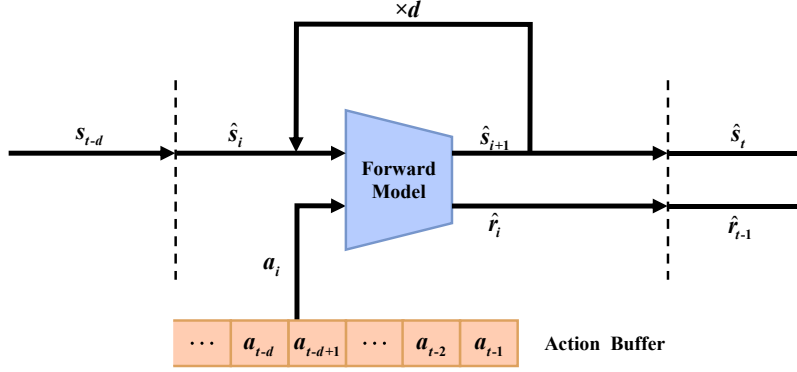 ×d
s_{t-d}
ŝ_i
ŝ_{i+1}
ŝ_t
Forward
Model
r̂_i
r̂_{t-1}
a_i
··· a_{t-d} a_{t-d+1} ··· a_{t-2} a_{t-1} Action Buffer